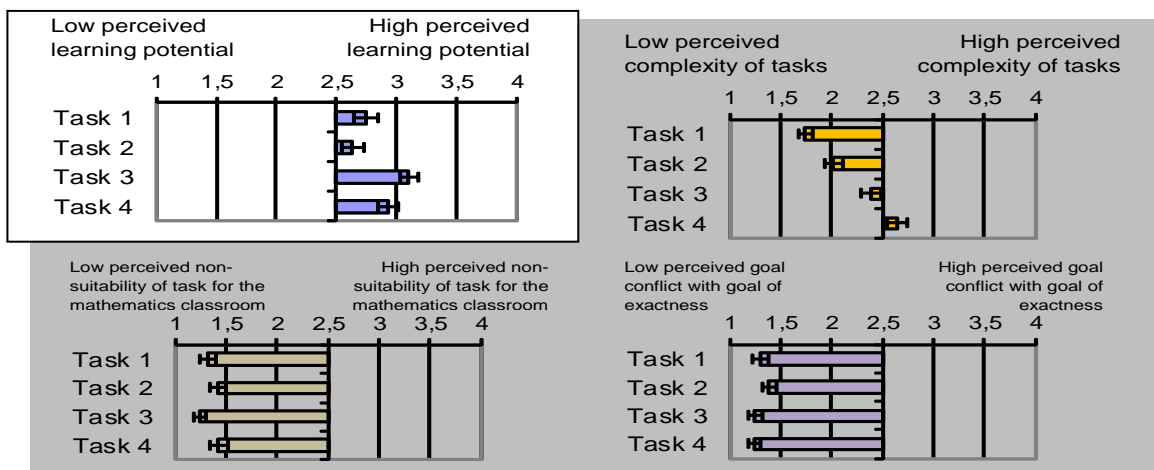 Low perceived
learning potential
High perceived
learning potential
1 1,5 2 2,5 3 3,5 4
Task 1
Task 2
Task 3
Task 4
Low perceived
complexity of tasks
High perceived
complexity of tasks
1 1,5 2 2,5 3 3,5 4
Task 1
Task 2
Task 3
Task 4
Low perceived non-
suitability of task for the
mathematics classroom
High perceived non-
suitability of task for the
mathematics classroom
1 1,5 2 2,5 3 3,5 4
Task 1
Task 2
Task 3
Task 4
Low perceived goal
conflict with goal of
exactness
High perceived goal
conflict with goal of
exactness
1 1,5 2 2,5 3 3,5 4
Task 1
Task 2
Task 3
Task 4